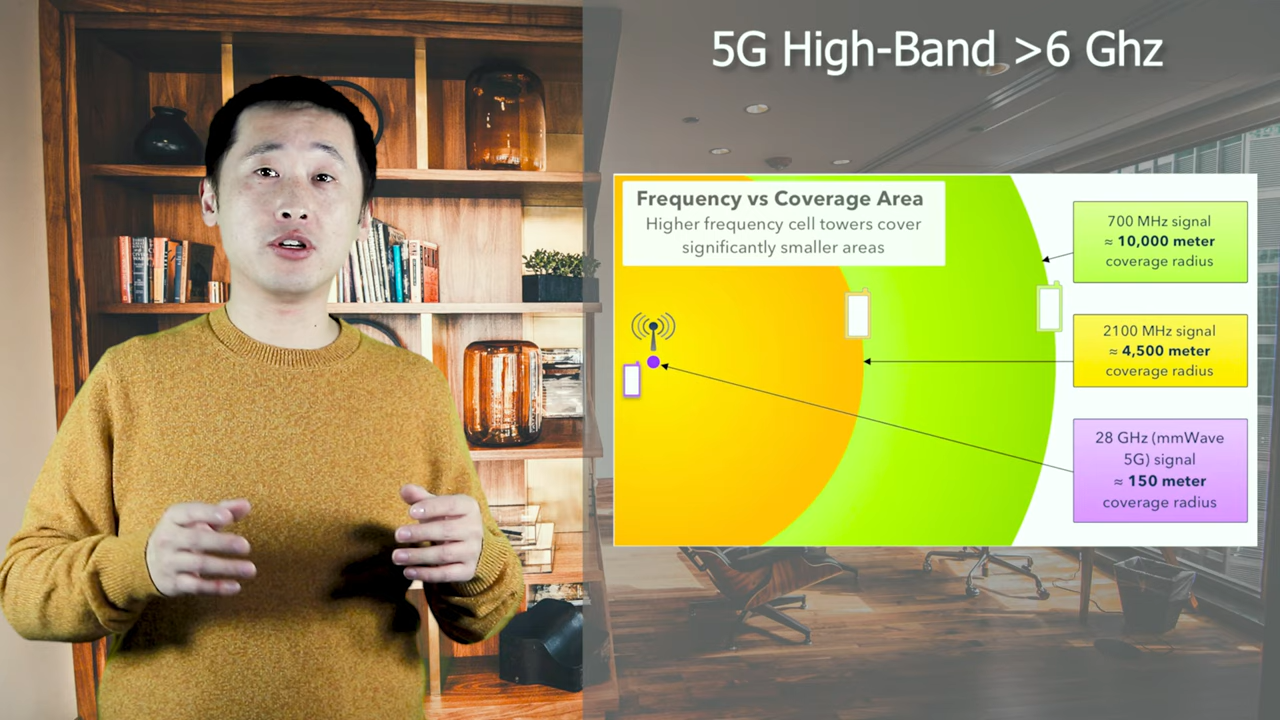 5G High-Band >6 Ghz
Frequency vs Coverage Area
Higher frequency cell towers cover
significantly smaller areas
700 MHz signal
≈ 10,000 meter
coverage radius
2100 MHz signal
≈ 4,500 meter
coverage radius
28 GHz (mmWave
5G) signal
≈ 150 meter
coverage radius